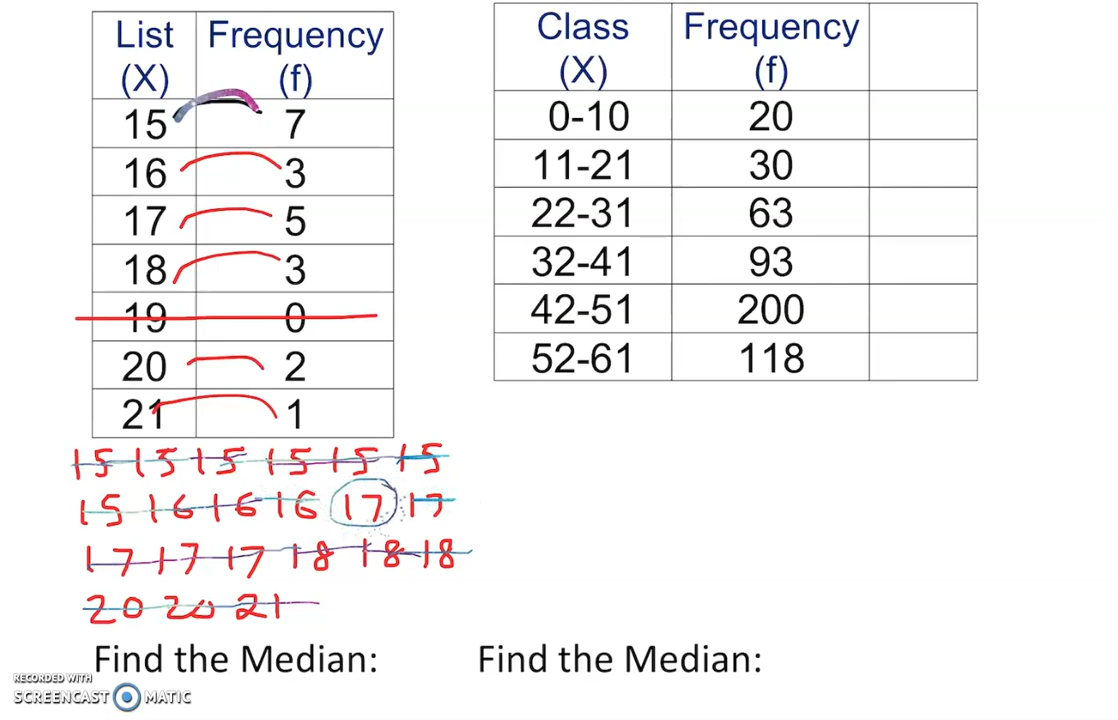 List Frequency
(X) (f)
15 7
16 3
17 5
18 3
19 0
20 2
21 1
15 15 15 15 15 15
15 16 16 16 17 17
17 17 17 18 18 18
20 20 21
Find the Median:
Class Frequency
(X) (f)
0-10 20
11-21 30
22-31 63
32-41 93
42-51 200
52-61 118
Find the Median:
RECORDED WITH
SCREENCAST MATIC